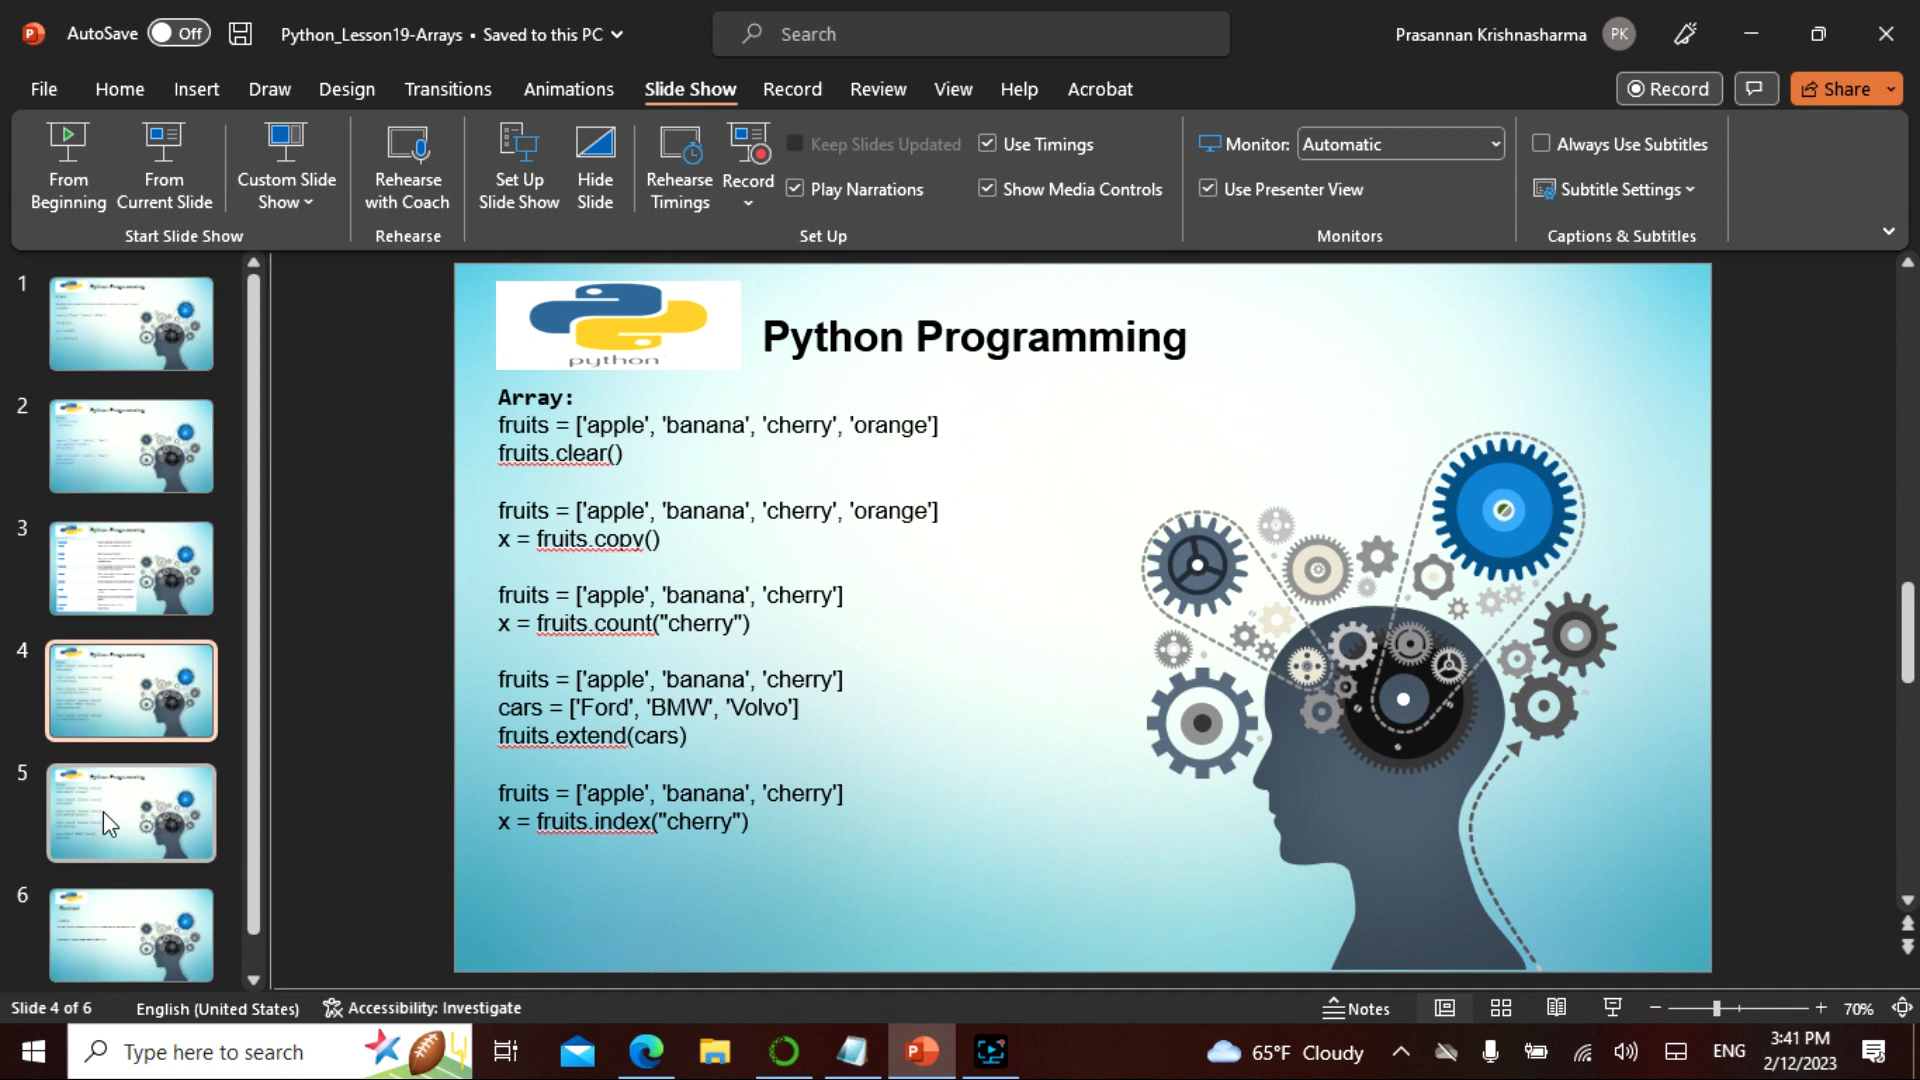 AutoSave Off Python_Lesson19-Arrays • Saved to this PC Search Prasannan Krishnasharma PK
File Home Insert Draw Design Transitions Animations Slide Show Record Review View Help Acrobat Record Share
From Beginning
From Current Slide
Custom Slide Show
Start Slide Show
Rehearse with Coach
Rehearse
Set Up Slide Show
Hide Slide
Rehearse Timings
Record
Keep Slides Updated
Use Timings
Play Narrations
Show Media Controls
Set Up
Monitor: Automatic
Use Presenter View
Monitors
Always Use Subtitles
Subtitle Settings
Captions & Subtitles
1
2
3
4
5
6
python
Python Programming
Array:
fruits = ['apple', 'banana', 'cherry', 'orange']
fruits.clear()
fruits = ['apple', 'banana', 'cherry', 'orange']
x = fruits.copy()
fruits = ['apple', 'banana', 'cherry']
x = fruits.count("cherry")
fruits = ['apple', 'banana', 'cherry']
cars = ['Ford', 'BMW', 'Volvo']
fruits.extend(cars)
fruits = ['apple', 'banana', 'cherry']
x = fruits.index("cherry")
Slide 4 of 6 English (United States) Accessibility: Investigate Notes 70%
Type here to search 65°F Cloudy ENG 3:41 PM
2/12/2023